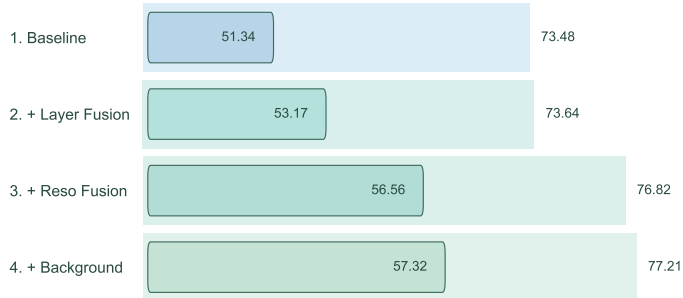 1. Baseline 51.34 73.48
2. + Layer Fusion 53.17 73.64
3. + Reso Fusion 56.56 76.82
4. + Background 57.32 77.21